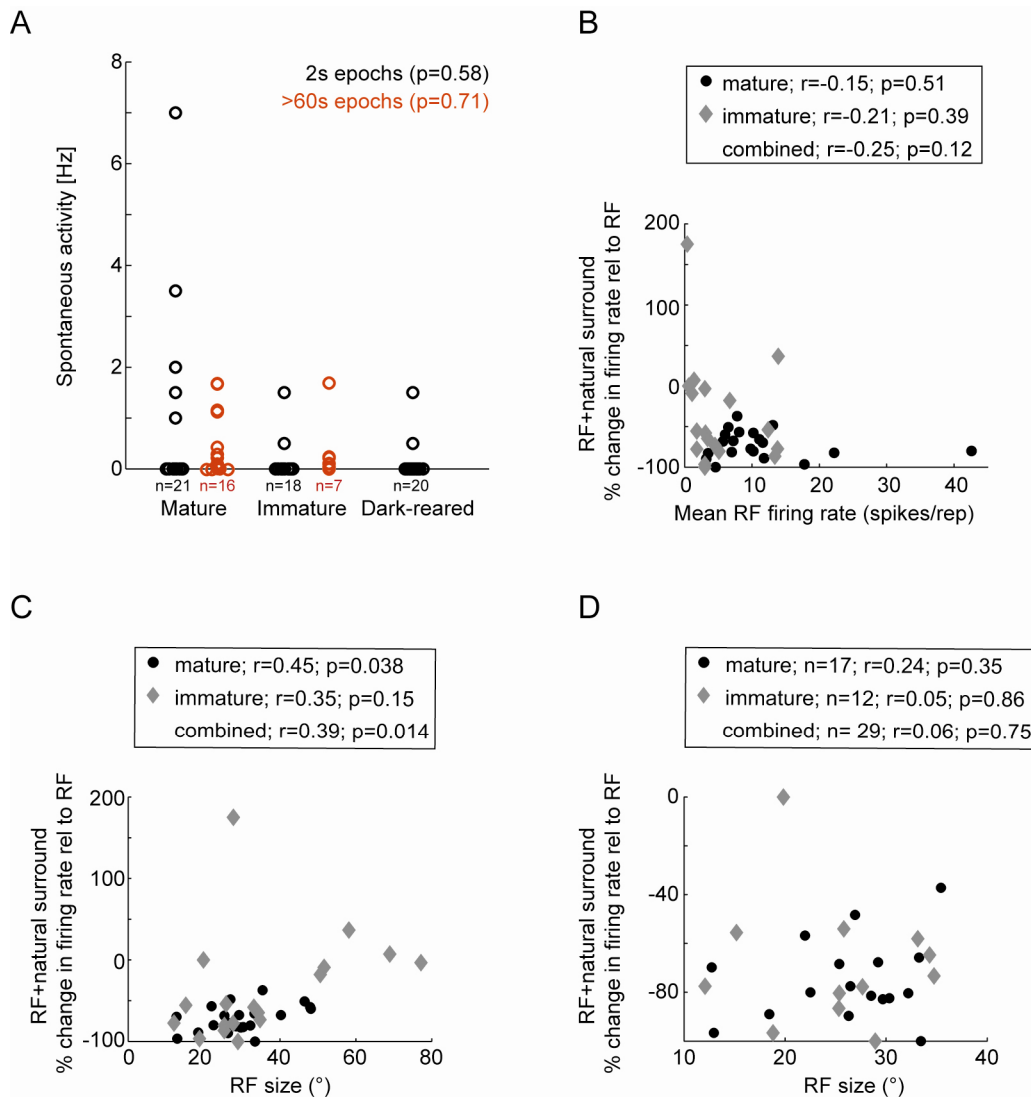 A
8
6
4
2
0
Spontaneous activity [Hz]
2s epochs (p=0.58)
>60s epochs (p=0.71)
n=21
n=16
n=18
n=7
n=20
Mature
Immature
Dark-reared
B
mature; r=-0.15; p=0.51
immature; r=-0.21; p=0.39
combined; r=-0.25; p=0.12
200
100
0
-100
RF+natural surround
% change in firing rate rel to RF
0
10
20
30
40
Mean RF firing rate (spikes/rep)
C
mature; r=0.45; p=0.038
immature; r=0.35; p=0.15
combined; r=0.39; p=0.014
200
100
0
-100
RF+natural surround
% change in firing rate rel to RF
0
20
40
60
80
RF size (°)
D
mature; n=17; r=0.24; p=0.35
immature; n=12; r=0.05; p=0.86
combined; n= 29; r=0.06; p=0.75
0
-40
-80
RF+natural surround
% change in firing rate rel to RF
10
20
30
40
RF size (°)